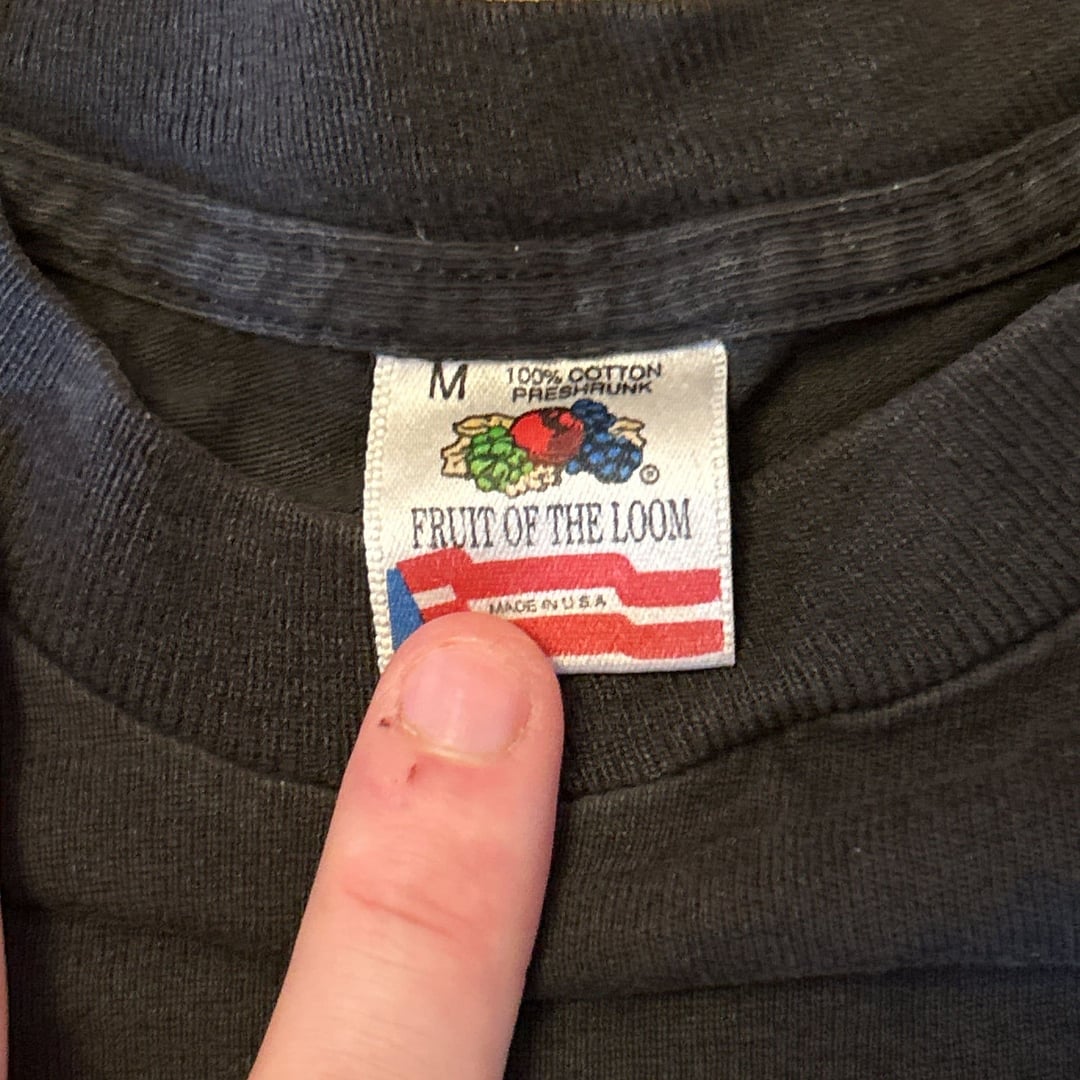 M
100% COTTON
PRESHRUNK
®
FRUIT OF THE LOOM
MADE IN U S A